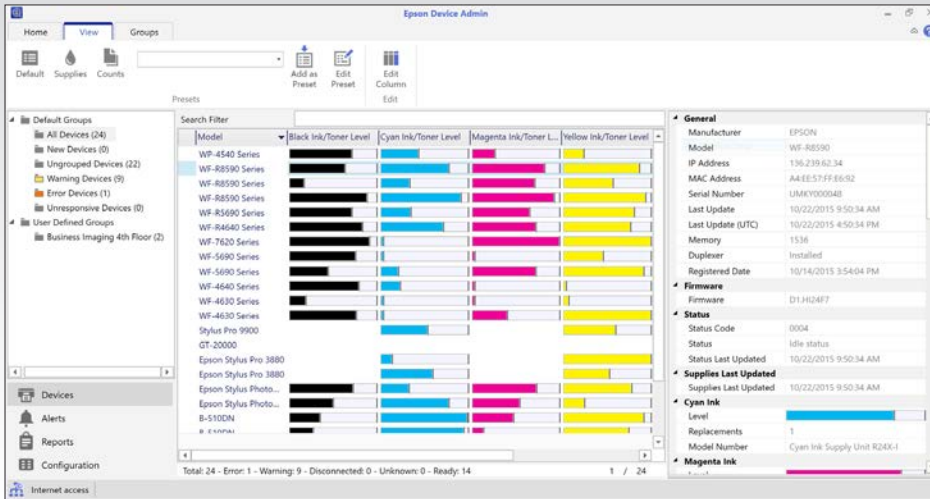 Epson Device Admin
Home View Groups
Default Supplies Counts
Add as Preset
Edit Preset
Edit Column
Presets
Edit
Default Groups
All Devices (24)
New Devices (0)
Ungrouped Devices (22)
Warning Devices (9)
Error Devices (1)
Unresponsive Devices (0)
User Defined Groups
Business Imaging 4th Floor (2)
Devices
Alerts
Reports
Configuration
Internet access
Search Filter
Model Black Ink/Toner Level Cyan Ink/Toner Level Magenta Ink/Toner L... Yellow Ink/Toner Level
WP-4540 Series
WF-R8590 Series
WF-R8590 Series
WF-R8590 Series
WF-R5690 Series
WF-R4640 Series
WF-7620 Series
WF-5690 Series
WF-5690 Series
WF-4640 Series
WF-4630 Series
WF-4630 Series
Stylus Pro 9900
GT-20000
Epson Stylus Pro 3880
Epson Stylus Pro 3880
Epson Stylus Photo...
Epson Stylus Photo...
B-510DN
B-510DN
Total: 24 - Error: 1 - Warning: 9 - Disconnected: 0 - Unknown: 0 - Ready: 14
1 / 24
General
Manufacturer EPSON
Model WF-R8590
IP Address 136.239.62.34
MAC Address A4:EE:57:FF:E6:92
Serial Number UMKY000048
Last Update 10/22/2015 9:50:34 AM
Last Update (UTC) 10/22/2015 4:50:34 PM
Memory 1536
Duplexer Installed
Registered Date 10/14/2015 3:54:04 PM
Firmware
Firmware D1.HI24F7
Status
Status Code 0004
Status Idle status
Status Last Updated 10/22/2015 9:50:34 AM
Supplies Last Updated
Supplies Last Updated 10/22/2015 9:50:34 AM
Cyan Ink
Level
Replacements 1
Model Number Cyan Ink Supply Unit R24X-I
Magenta Ink
Level